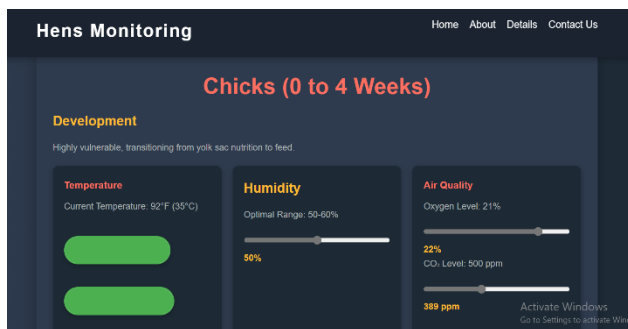 Hens Monitoring
Home About Details Contact Us
Chicks (0 to 4 Weeks)
Development
Highly vulnerable, transitioning from yolk sac nutrition to feed.
Temperature
Current Temperature: 92°F (35°C)
Humidity
Optimal Range: 50-60%
50%
Air Quality
Oxygen Level: 21%
22%
CO₂ Level: 500 ppm
389 ppm
Activate Windows
Go to Settings to activate Win